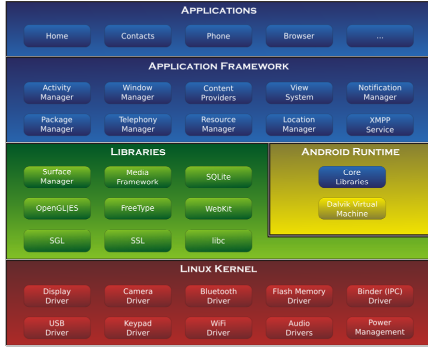 APPLICATIONS
Home Contacts Phone Browser ...
APPLICATION FRAMEWORK
Activity Manager
Window Manager
Content Providers
View System
Notification Manager
Package Manager
Telephony Manager
Resource Manager
Location Manager
XMPP Service
LIBRARIES
Surface Manager
Media Framework
SQLite
OpenGL|ES
FreeType
WebKit
SGL
SSL
libc
ANDROID RUNTIME
Core Libraries
Dalvik Virtual Machine
LINUX KERNEL
Display Driver
Camera Driver
Bluetooth Driver
Flash Memory Driver
Binder (IPC) Driver
USB Driver
Keypad Driver
WiFi Driver
Audio Drivers
Power Management